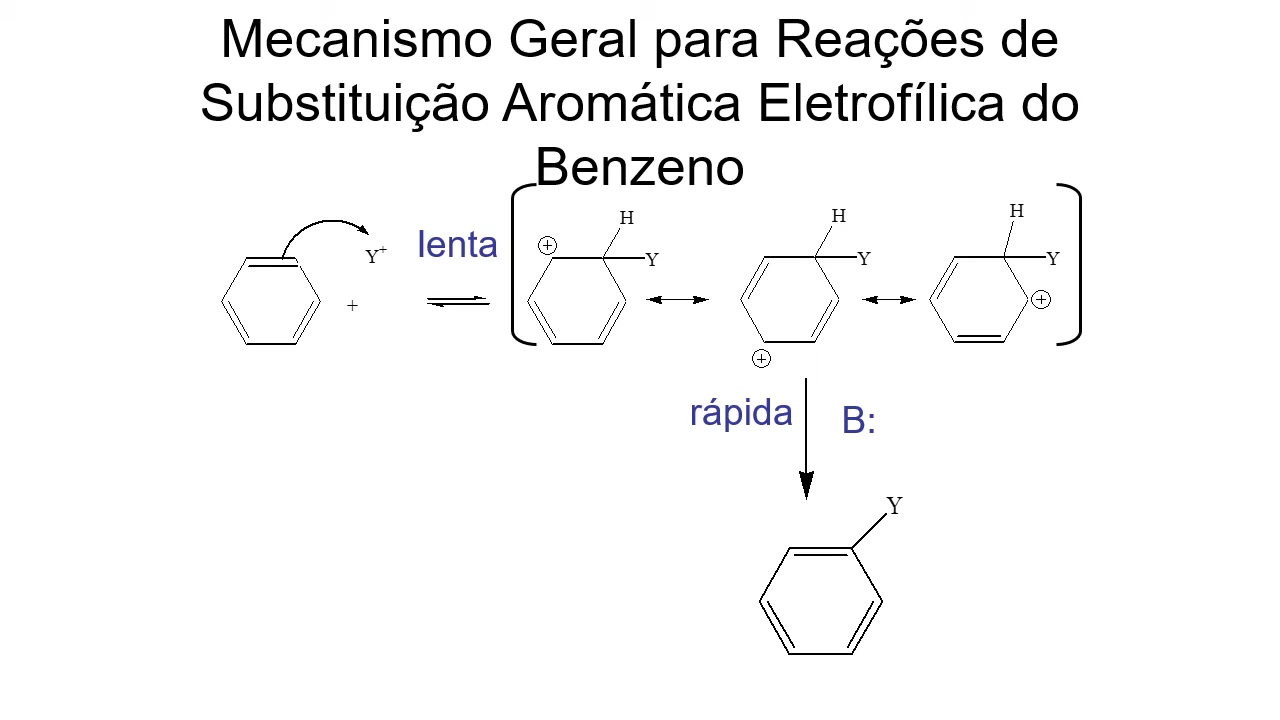 Mecanismo Geral para Reações de
Substituição Aromática Eletrofílica do
Benzeno
H H H
Y⁺ lenta + Y Y Y
+ +
+
rápida B:
Y